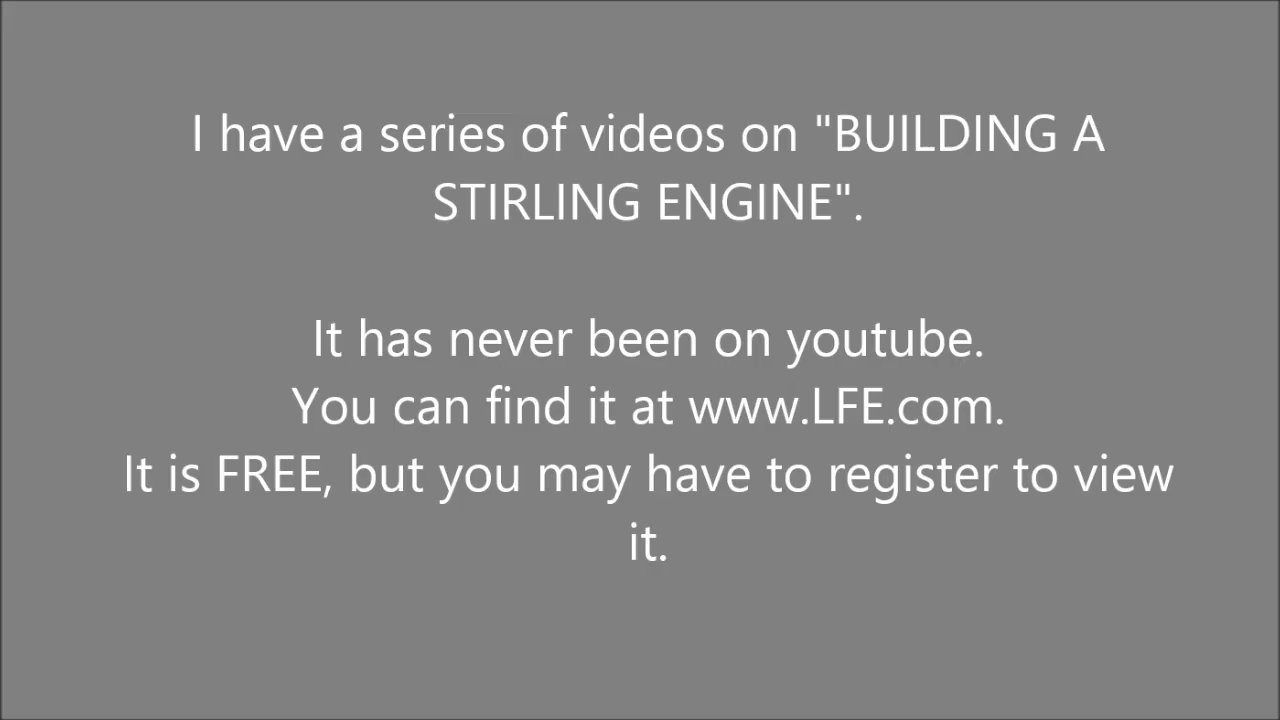 I have a series of videos on "BUILDING A
STIRLING ENGINE".
It has never been on youtube.
You can find it at www.LFE.com.
It is FREE, but you may have to register to view
it.